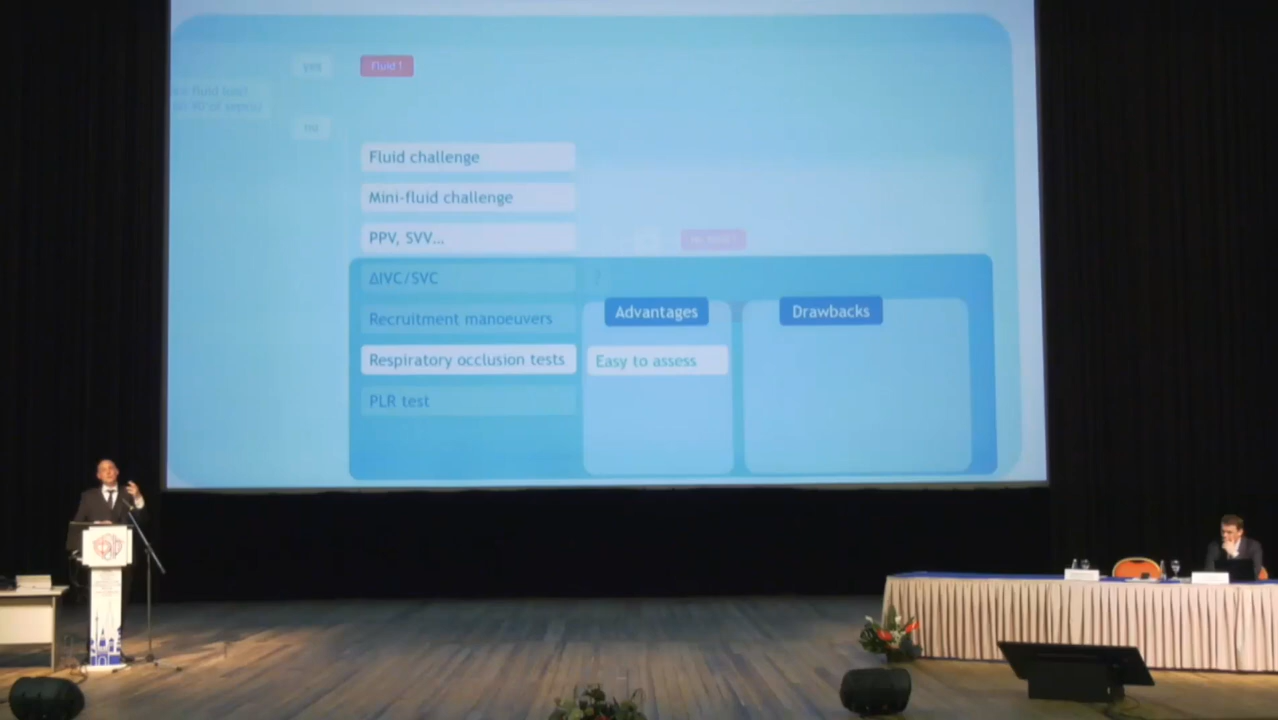 yes
Fluid !
no
Fluid challenge
Mini-fluid challenge
PPV, SVV...
ΔIVC/SVC
?
Recruitment manoeuvers
Advantages
Drawbacks
Respiratory occlusion tests
Easy to assess
PLR test